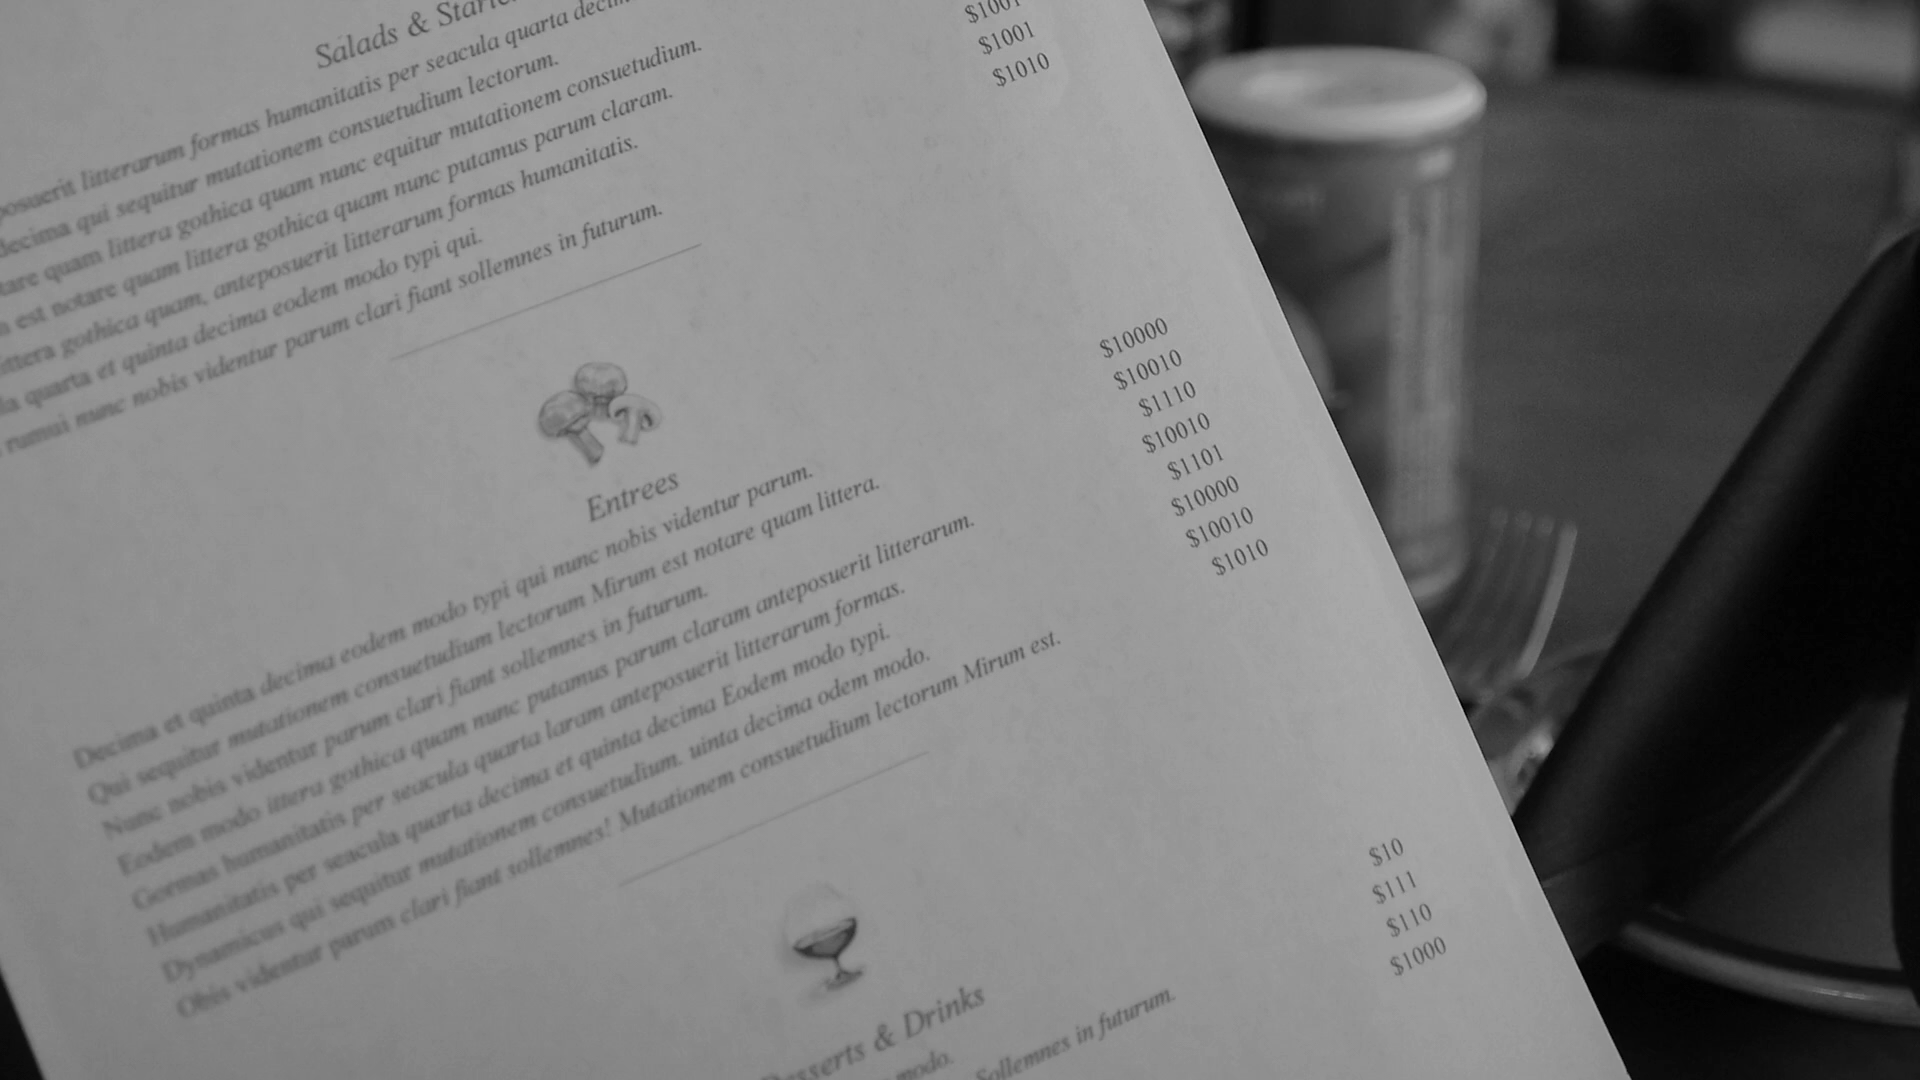 Salads &
posuerit litterarum formas humanitatis per seacula quarta
decima qui sequitur mutationem consuetudium lectorum.
tare quam littera gothica quam nunc equitur mutationem consuetudium.
est notare quam littera gothica quam nunc putamus parum claram.
ittera gothica quam, anteposuerit litterarum formas humanitatis.
la quarta et quinta decima eodem modo typi qui.
rumui nunc nobis videntur parum clari fiant sollemnes in futurum.
$1001
$1001
$1010
Entrees
Decima et quinta decima eodem modo typi qui nunc nobis videntur parum. $10000
Qui sequitur mutationem consuetudium lectorum Mirum est notare quam littera. $10010
Nunc nobis videntur parum clari fiant sollemnes in futurum. $1110
Eodem modo ittera gothica quam nunc putamus parum claram anteposuerit litterarum. $10010
Gormas humanitatis per seacula quarta laram anteposuerit litterarum formas. $1101
Humanitatis per seacula quarta decima et quinta decima Eodem modo typi. $10000
Dynamicus qui sequitur mutationem consuetudium. uinta decima odem modo. $10010
Obis videntur parum clari fiant sollemnes! Mutationem consuetudium lectorum Mirum est. $1010
Desserts & Drinks
modo. $10
Sollemnes in futurum. $111
$110
$1000